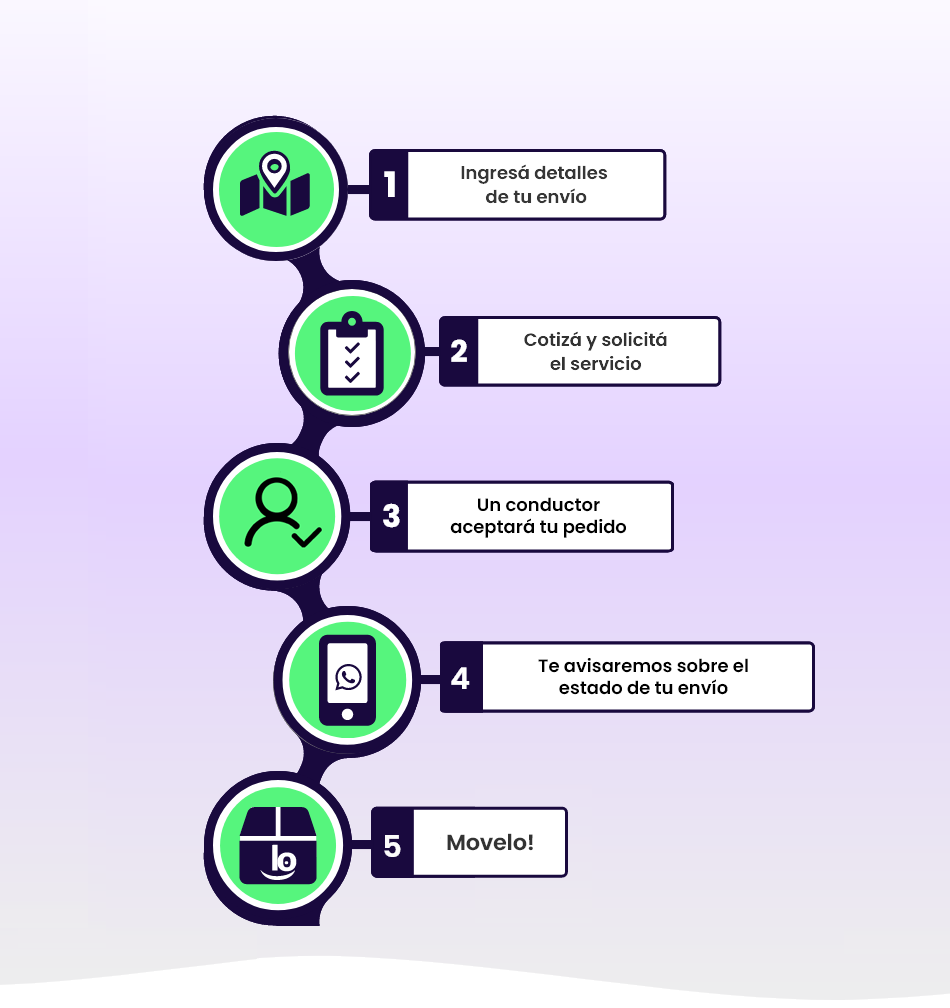 1
Ingresá detalles
de tu envío
2
Cotizá y solicitá
el servicio
3
Un conductor
aceptará tu pedido
4
Te avisaremos sobre el
estado de tu envío
lo
5
Movelo!